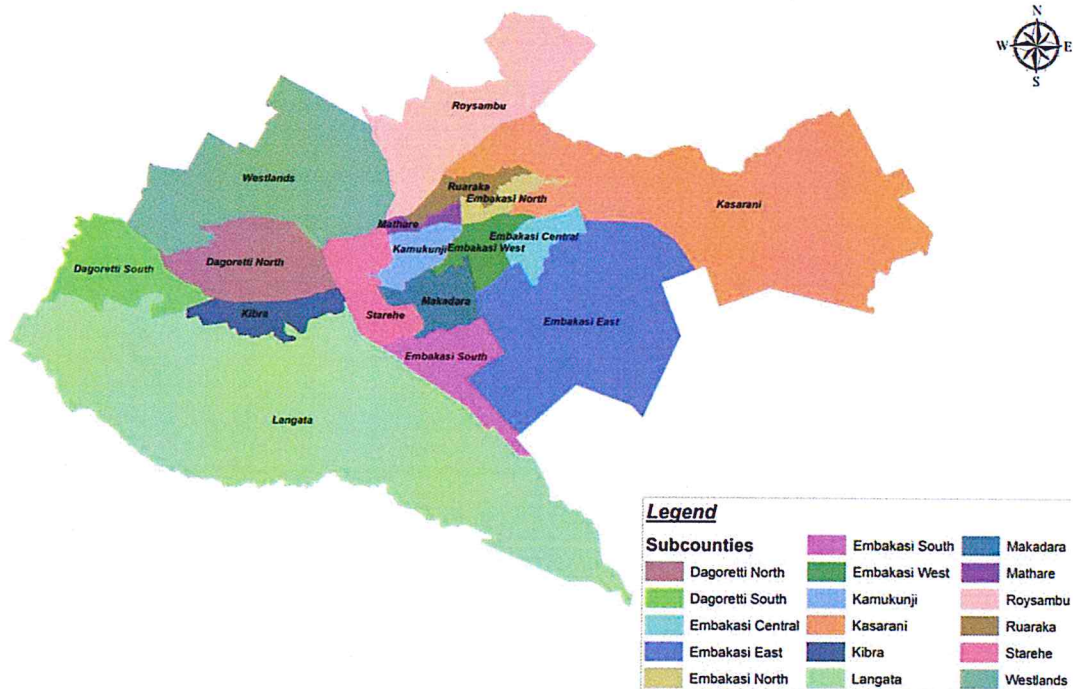 N
W E
S
Roysambu
Westlands
Ruaraka
Embakasi North
Kasarani
Mathare
Embakasi Central
Kamukunji
Embakasi West
Dagoretti North
Dagoretti South
Makadara
Kibra
Starehe
Embakasi East
Embakasi South
Langata
Legend
Subcounties
Dagoretti North
Dagoretti South
Embakasi Central
Embakasi East
Embakasi North
Embakasi South
Embakasi West
Kamukunji
Kasarani
Kibra
Langata
Makadara
Mathare
Roysambu
Ruaraka
Starehe
Westlands